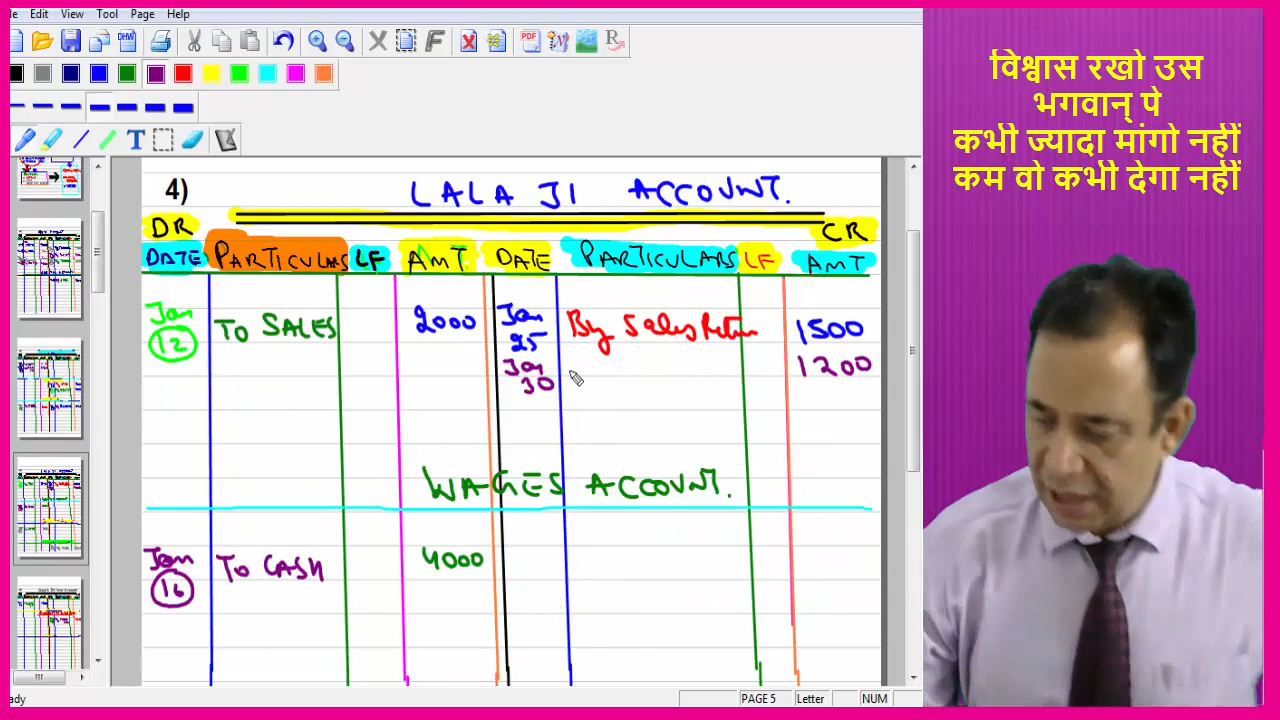 Edit View Tool Page Help
विश्वास रखो उस
भगवान् पे
कभी ज्यादा मांगो नहीं
कम वो कभी देगा नहीं
4) LALA JI ACCOUNT.
DR CR
DATE PARTICULARS LF AMT DATE PARTICULARS LF AMT
Jan 12 To SALES 2000 Jan 25 By Sales Return 1500
Jan 30 1200
WAGES ACCOUNT.
Jan 16 To CASH 4000
PAGE 5 Letter NUM